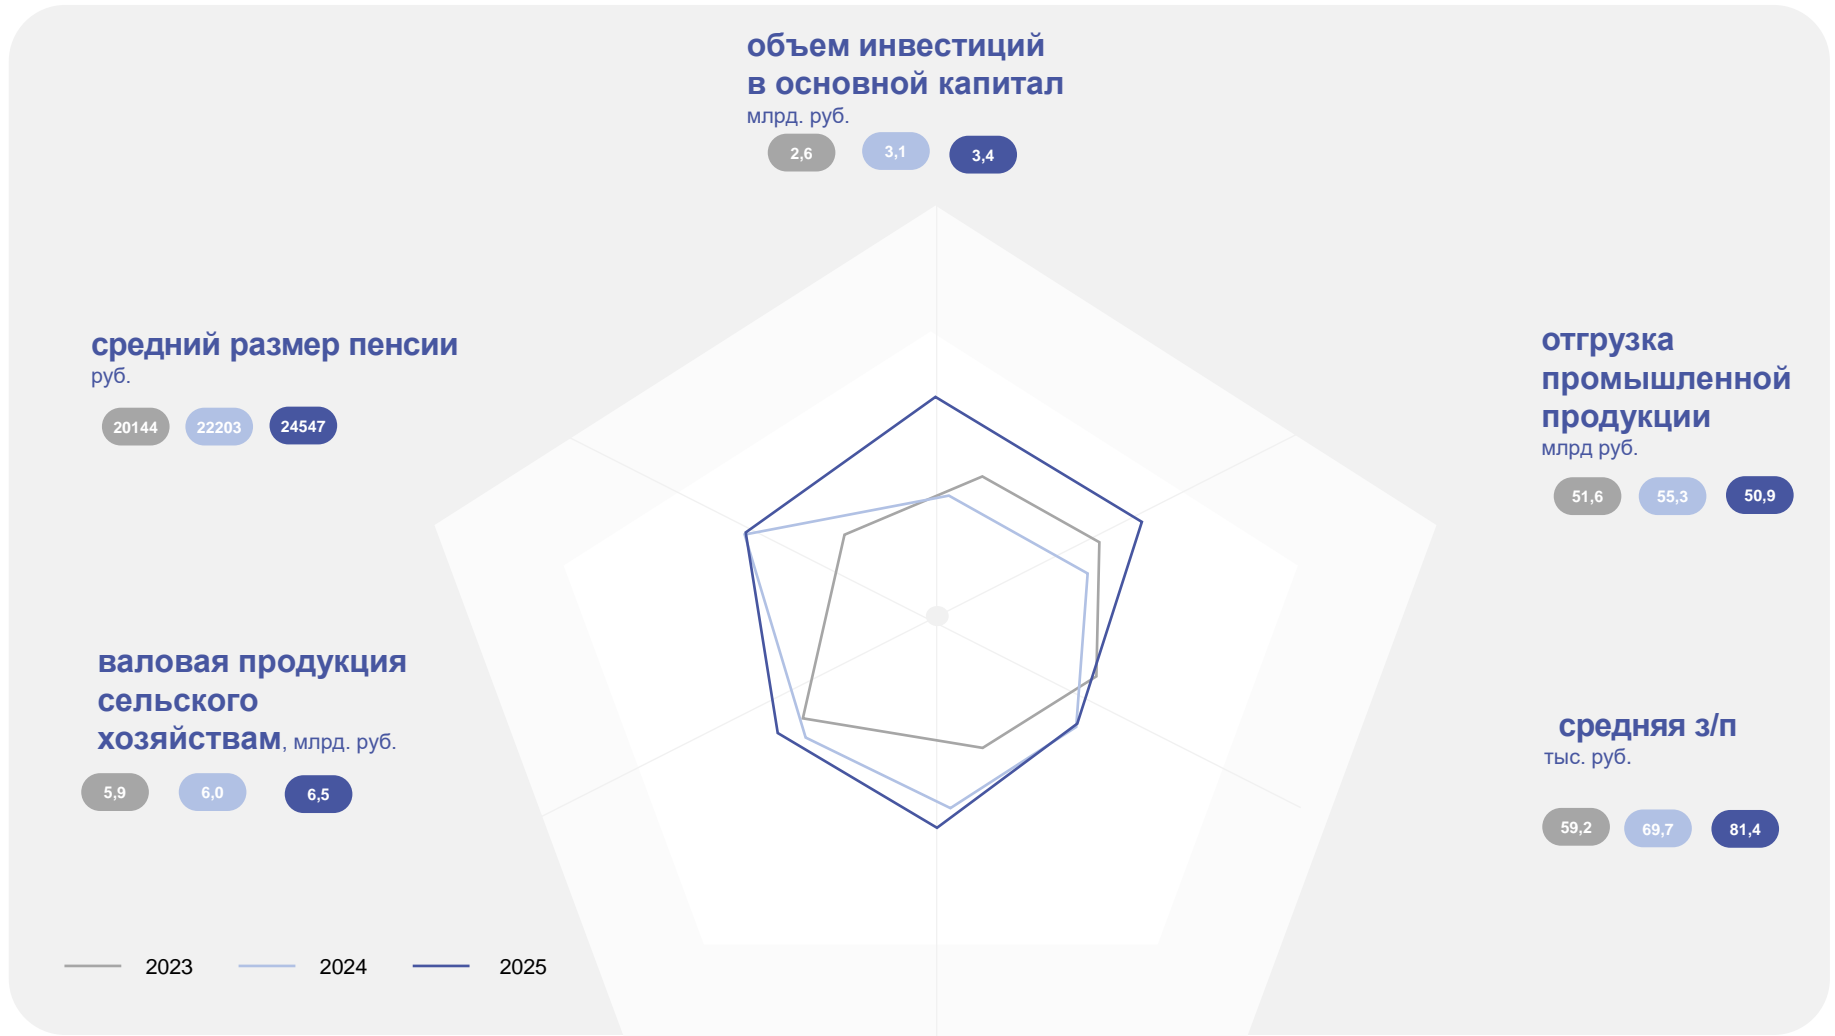 объем инвестиций
в основной капитал
млрд. руб.
2,6 3,1 3,4
средний размер пенсии
руб.
20144 22203 24547
отгрузка
промышленной
продукции
млрд руб.
51,6 55,3 50,9
валовая продукция
сельского
хозяйствам, млрд. руб.
5,9 6,0 6,5
средняя з/п
тыс. руб.
59,2 69,7 81,4
2023 2024 2025